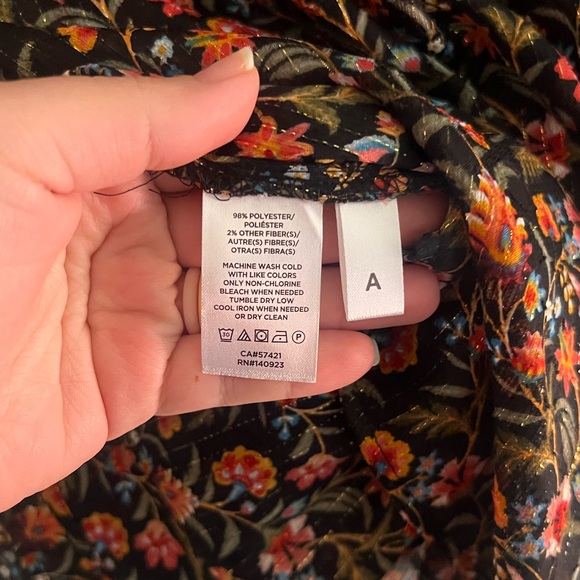 98% POLYESTER/
POLIÉSTER
2% OTHER FIBER(S)/
AUTRE(S) FIBRE(S)/
OTRA(S) FIBRA(S)
MACHINE WASH COLD
WITH LIKE COLORS
ONLY NON-CHLORINE
BLEACH WHEN NEEDED
TUMBLE DRY LOW
COOL IRON WHEN NEEDED
OR DRY CLEAN
30 P
CA#57421
RN#140923
A